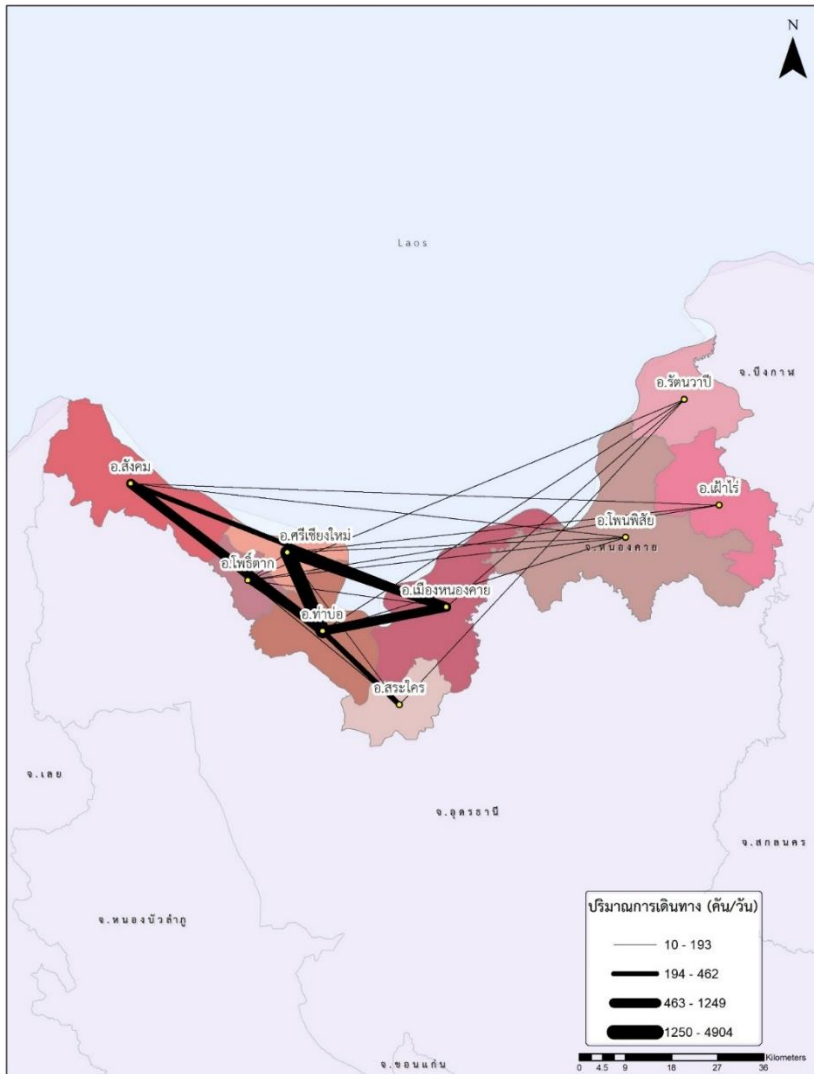 N
Laos
อ.รัตนวาปี
จ.บึงกาฬ
อ.สังคม
อ.เฝ้าไร่
อ.โพนพิสัย
อ.ศรีเชียงใหม่
จ.หนองคาย
อ.โพธิ์ตาก
อ.เมืองหนองคาย
อ.ท่าบ่อ
อ.สระใคร
จ.เลย
จ.อุดรธานี
จ.สกลนคร
จ.หนองบัวลำภู
ปริมาณการเดินทาง (คัน/วัน)
10 - 193
194 - 462
463 - 1249
1250 - 4904
Kilometers
0 4.5 9 18 27 36
จ.ขอนแก่น